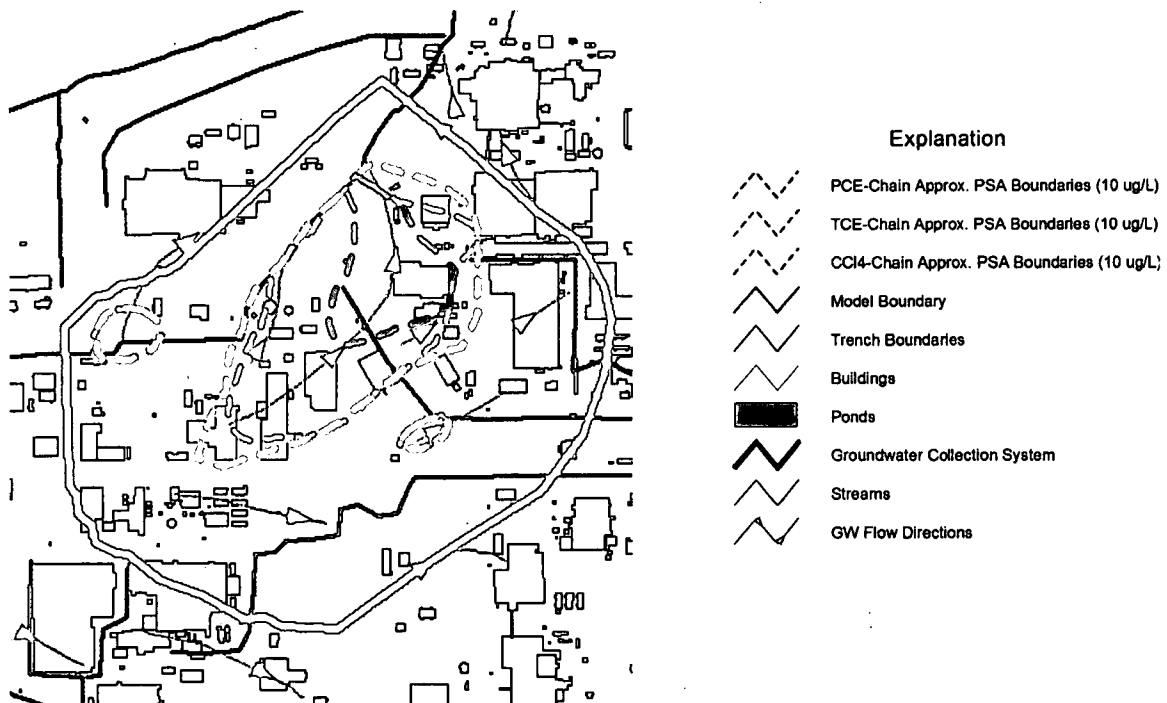 Explanation
PCE-Chain Approx. PSA Boundaries (10 ug/L)
TCE-Chain Approx. PSA Boundaries (10 ug/L)
CCl4-Chain Approx. PSA Boundaries (10 ug/L)
Model Boundary
Trench Boundaries
Buildings
Ponds
Groundwater Collection System
Streams
GW Flow Directions